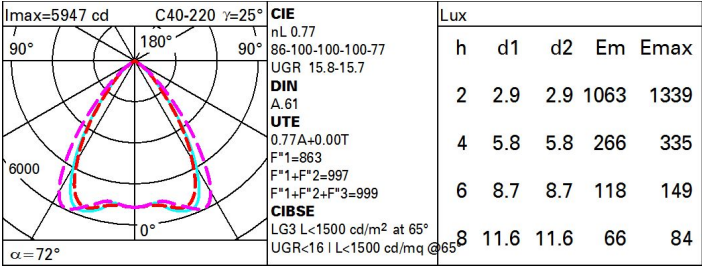 Imax=5947 cd C40-220 γ=25°
90° 180° 90°
6000
0°
α=72°
CIE
nL 0.77
86-100-100-100-77
UGR 15.8-15.7
DIN
A.61
UTE
0.77A+0.00T
F"1=863
F"1+F"2=997
F"1+F"2+F"3=999
CIBSE
LG3 L<1500 cd/m² at 65°
UGR<16 | L<1500 cd/mq @65°
Lux
h d1 d2 Em Emax
2 2.9 2.9 1063 1339
4 5.8 5.8 266 335
6 8.7 8.7 118 149
8 11.6 11.6 66 84